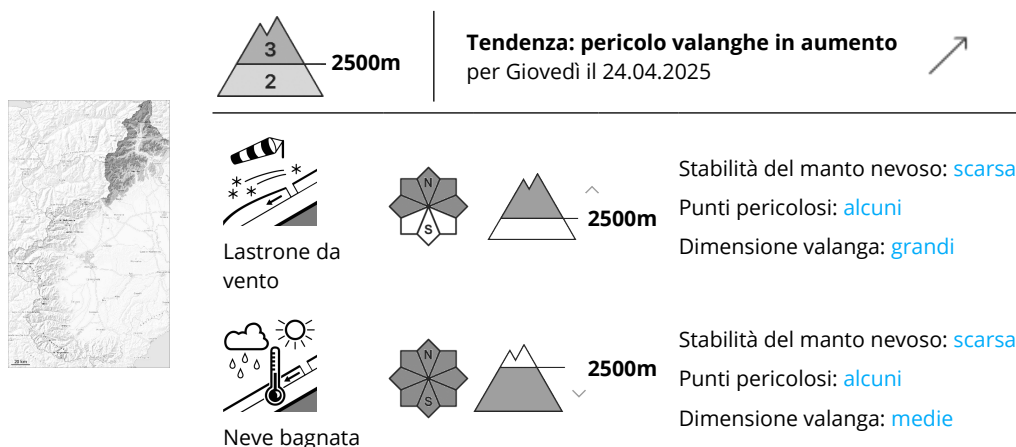 3
2
2500m
Tendenza: pericolo valanghe in aumento
per Giovedì il 24.04.2025
20 km
N
S
2500m
Lastrone da
vento
Stabilità del manto nevoso: scarsa
Punti pericolosi: alcuni
Dimensione valanga: grandi
N
S
2500m
Neve bagnata
Stabilità del manto nevoso: scarsa
Punti pericolosi: alcuni
Dimensione valanga: medie